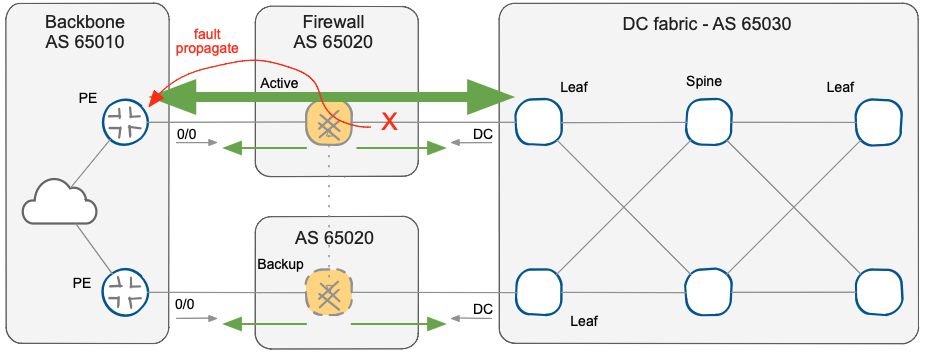 Backbone
AS 65010
fault
propagate
Firewall
AS 65020
DC fabric - AS 65030
Active
PE
Leaf
Spine
Leaf
X
0/0
DC
AS 65020
Backup
PE
0/0
DC
Leaf